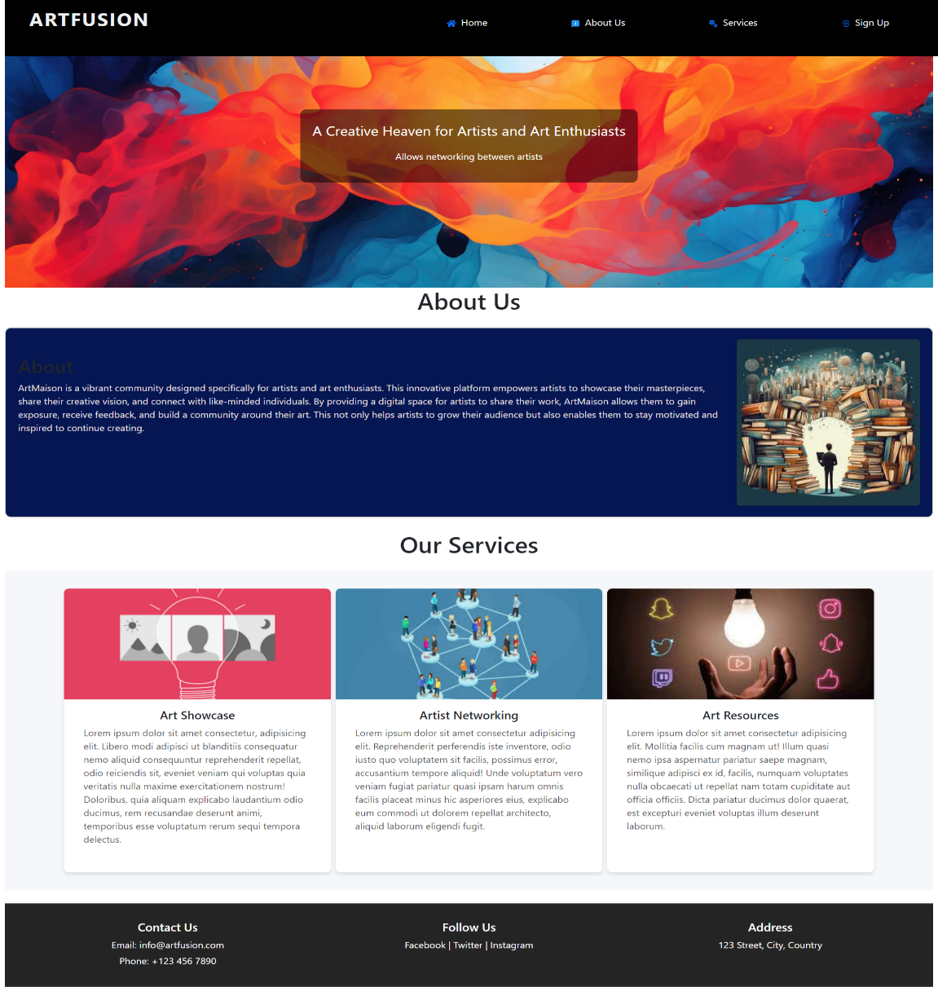 ARTFUSION
Home
About Us
Services
Sign Up
A Creative Heaven for Artists and Art Enthusiasts
Allows networking between artists
About Us
About
ArtMaison is a vibrant community designed specifically for artists and art enthusiasts. This innovative platform empowers artists to showcase their masterpieces,
share their creative vision, and connect with like-minded individuals. By providing a digital space for artists to share their work, ArtMaison allows them to gain
exposure, receive feedback, and build a community around their art. This not only helps artists to grow their audience but also enables them to stay motivated and
inspired to continue creating.
Our Services
Art Showcase
Lorem ipsum dolor sit amet consectetur, adipisicing
elit. Libero modi adipisci ut blanditiis consequatur
nemo aliquid consequuntur reprehenderit repellat,
odio reiciendis sit, eveniet veniam qui voluptas quia
veritatis nulla maxime exercitationem nostrum!
Doloribus, quia aliquam explicabo laudantium odio
ducimus, rem recusandae deserunt animi,
temporibus esse voluptatum rerum sequi tempora
delectus.
Artist Networking
Lorem ipsum dolor sit amet consectetur adipisicing
elit. Reprehenderit perferendis iste inventore, odio
iusto quo voluptatem sit facilis, possimus error,
accusantium tempore aliquid! Unde voluptatum vero
veniam fugiat pariatur quasi ipsam harum omnis
facilis placeat minus hic asperiores eius, explicabo
eum commodi ut dolorem repellat architecto,
aliquid laborum eligendi fugit.
Art Resources
Lorem ipsum dolor sit amet consectetur adipisicing
elit. Mollitia facilis cum magnam ut! Illum quasi
nemo ipsa aspernatur pariatur saepe magnam,
similique adipisci ex id, facilis, numquam voluptates
nulla obcaecati ut repellat nam totam cupiditate aut
officia officiis. Dicta pariatur ducimus dolor quaerat,
est excepturi eveniet voluptas illum deserunt
laborum.
Contact Us
Email: info@artfusion.com
Phone: +123 456 7890
Follow Us
Facebook | Twitter | Instagram
Address
123 Street, City, Country